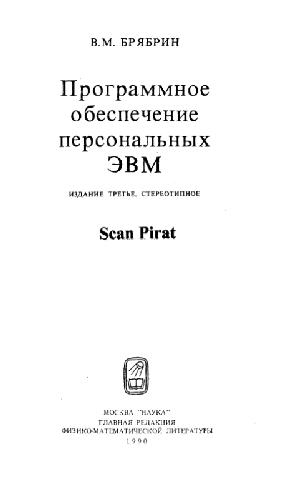 В.М. БРЯБРИН
Программное
обеспечение
персональных
ЭВМ
ИЗДАНИЕ ТРЕТЬЕ, СТЕРЕОТИПНОЕ
Scan Pirat
МОСКВА "НАУКА"
ГЛАВНАЯ РЕДАКЦИЯ
ФИЗИКО-МАТЕМАТИЧЕСКОЙ ЛИТЕРАТУРЫ
1990